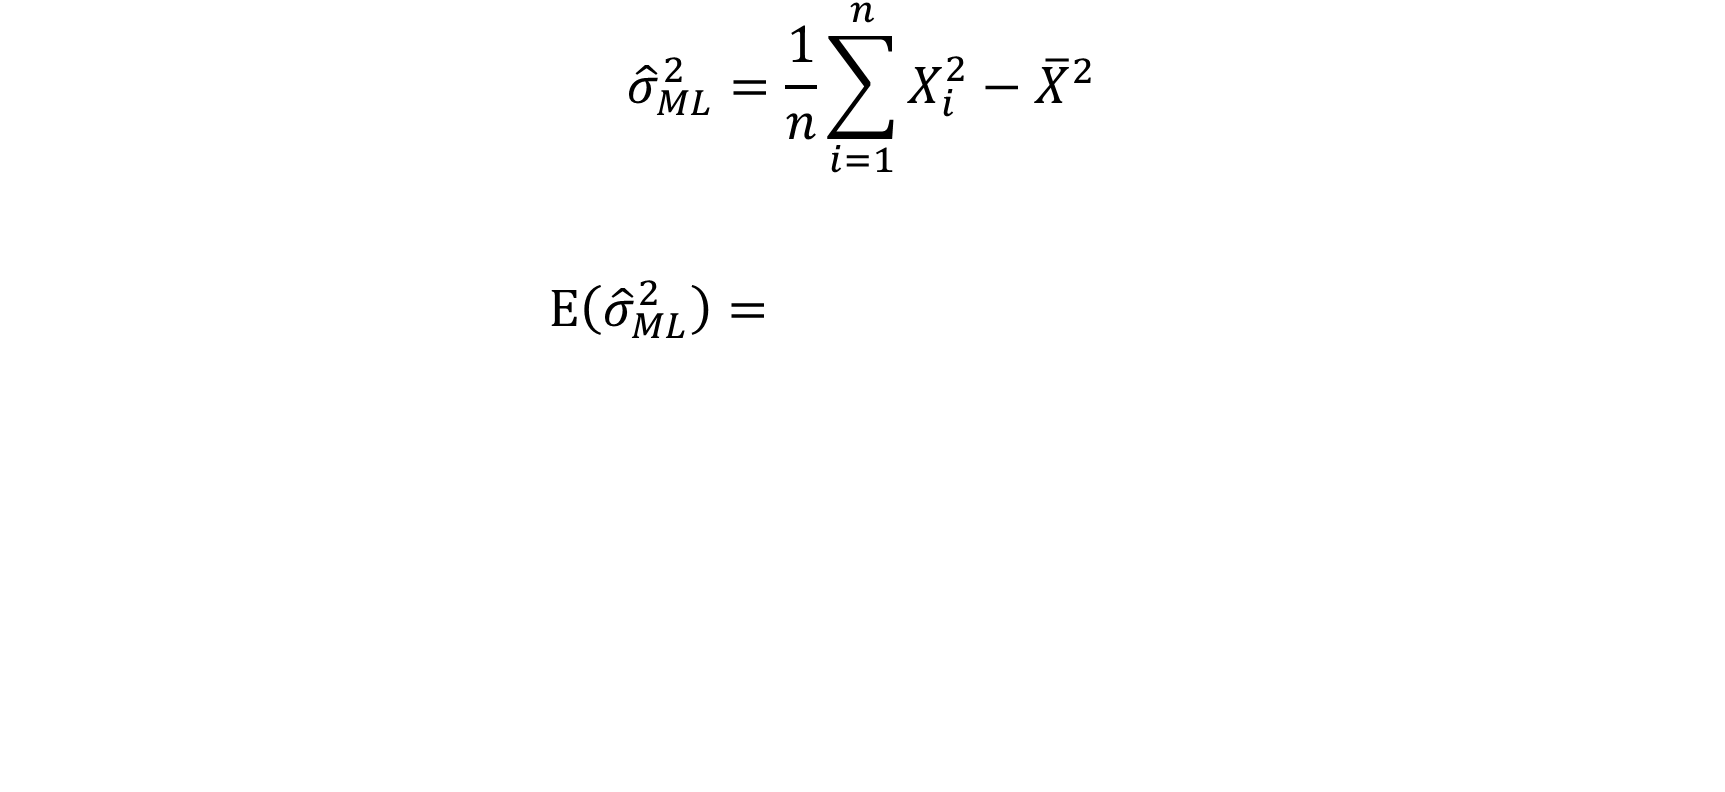 σ̂²_ML = 1/n ∑_{i=1}^{n} X_i² − X̄²
E(σ̂²_ML) =